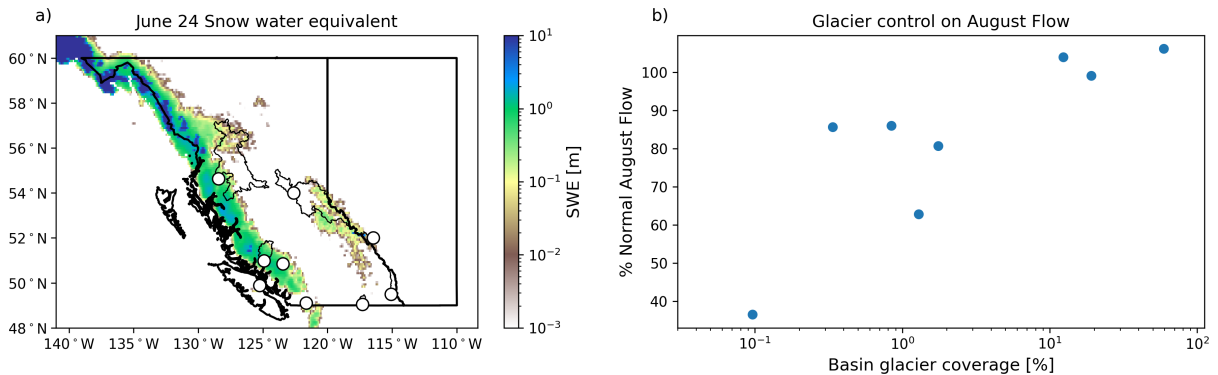 a)
June 24 Snow water equivalent
60°N
58°N
56°N
54°N
52°N
50°N
48°N
140°W 135°W 130°W 125°W 120°W 115°W 110°W
10¹
10⁰
10⁻¹
10⁻²
10⁻³
SWE [m]
b)
Glacier control on August Flow
% Normal August Flow
100
90
80
70
60
50
40
10⁻¹ 10⁰ 10¹ 10²
Basin glacier coverage [%]